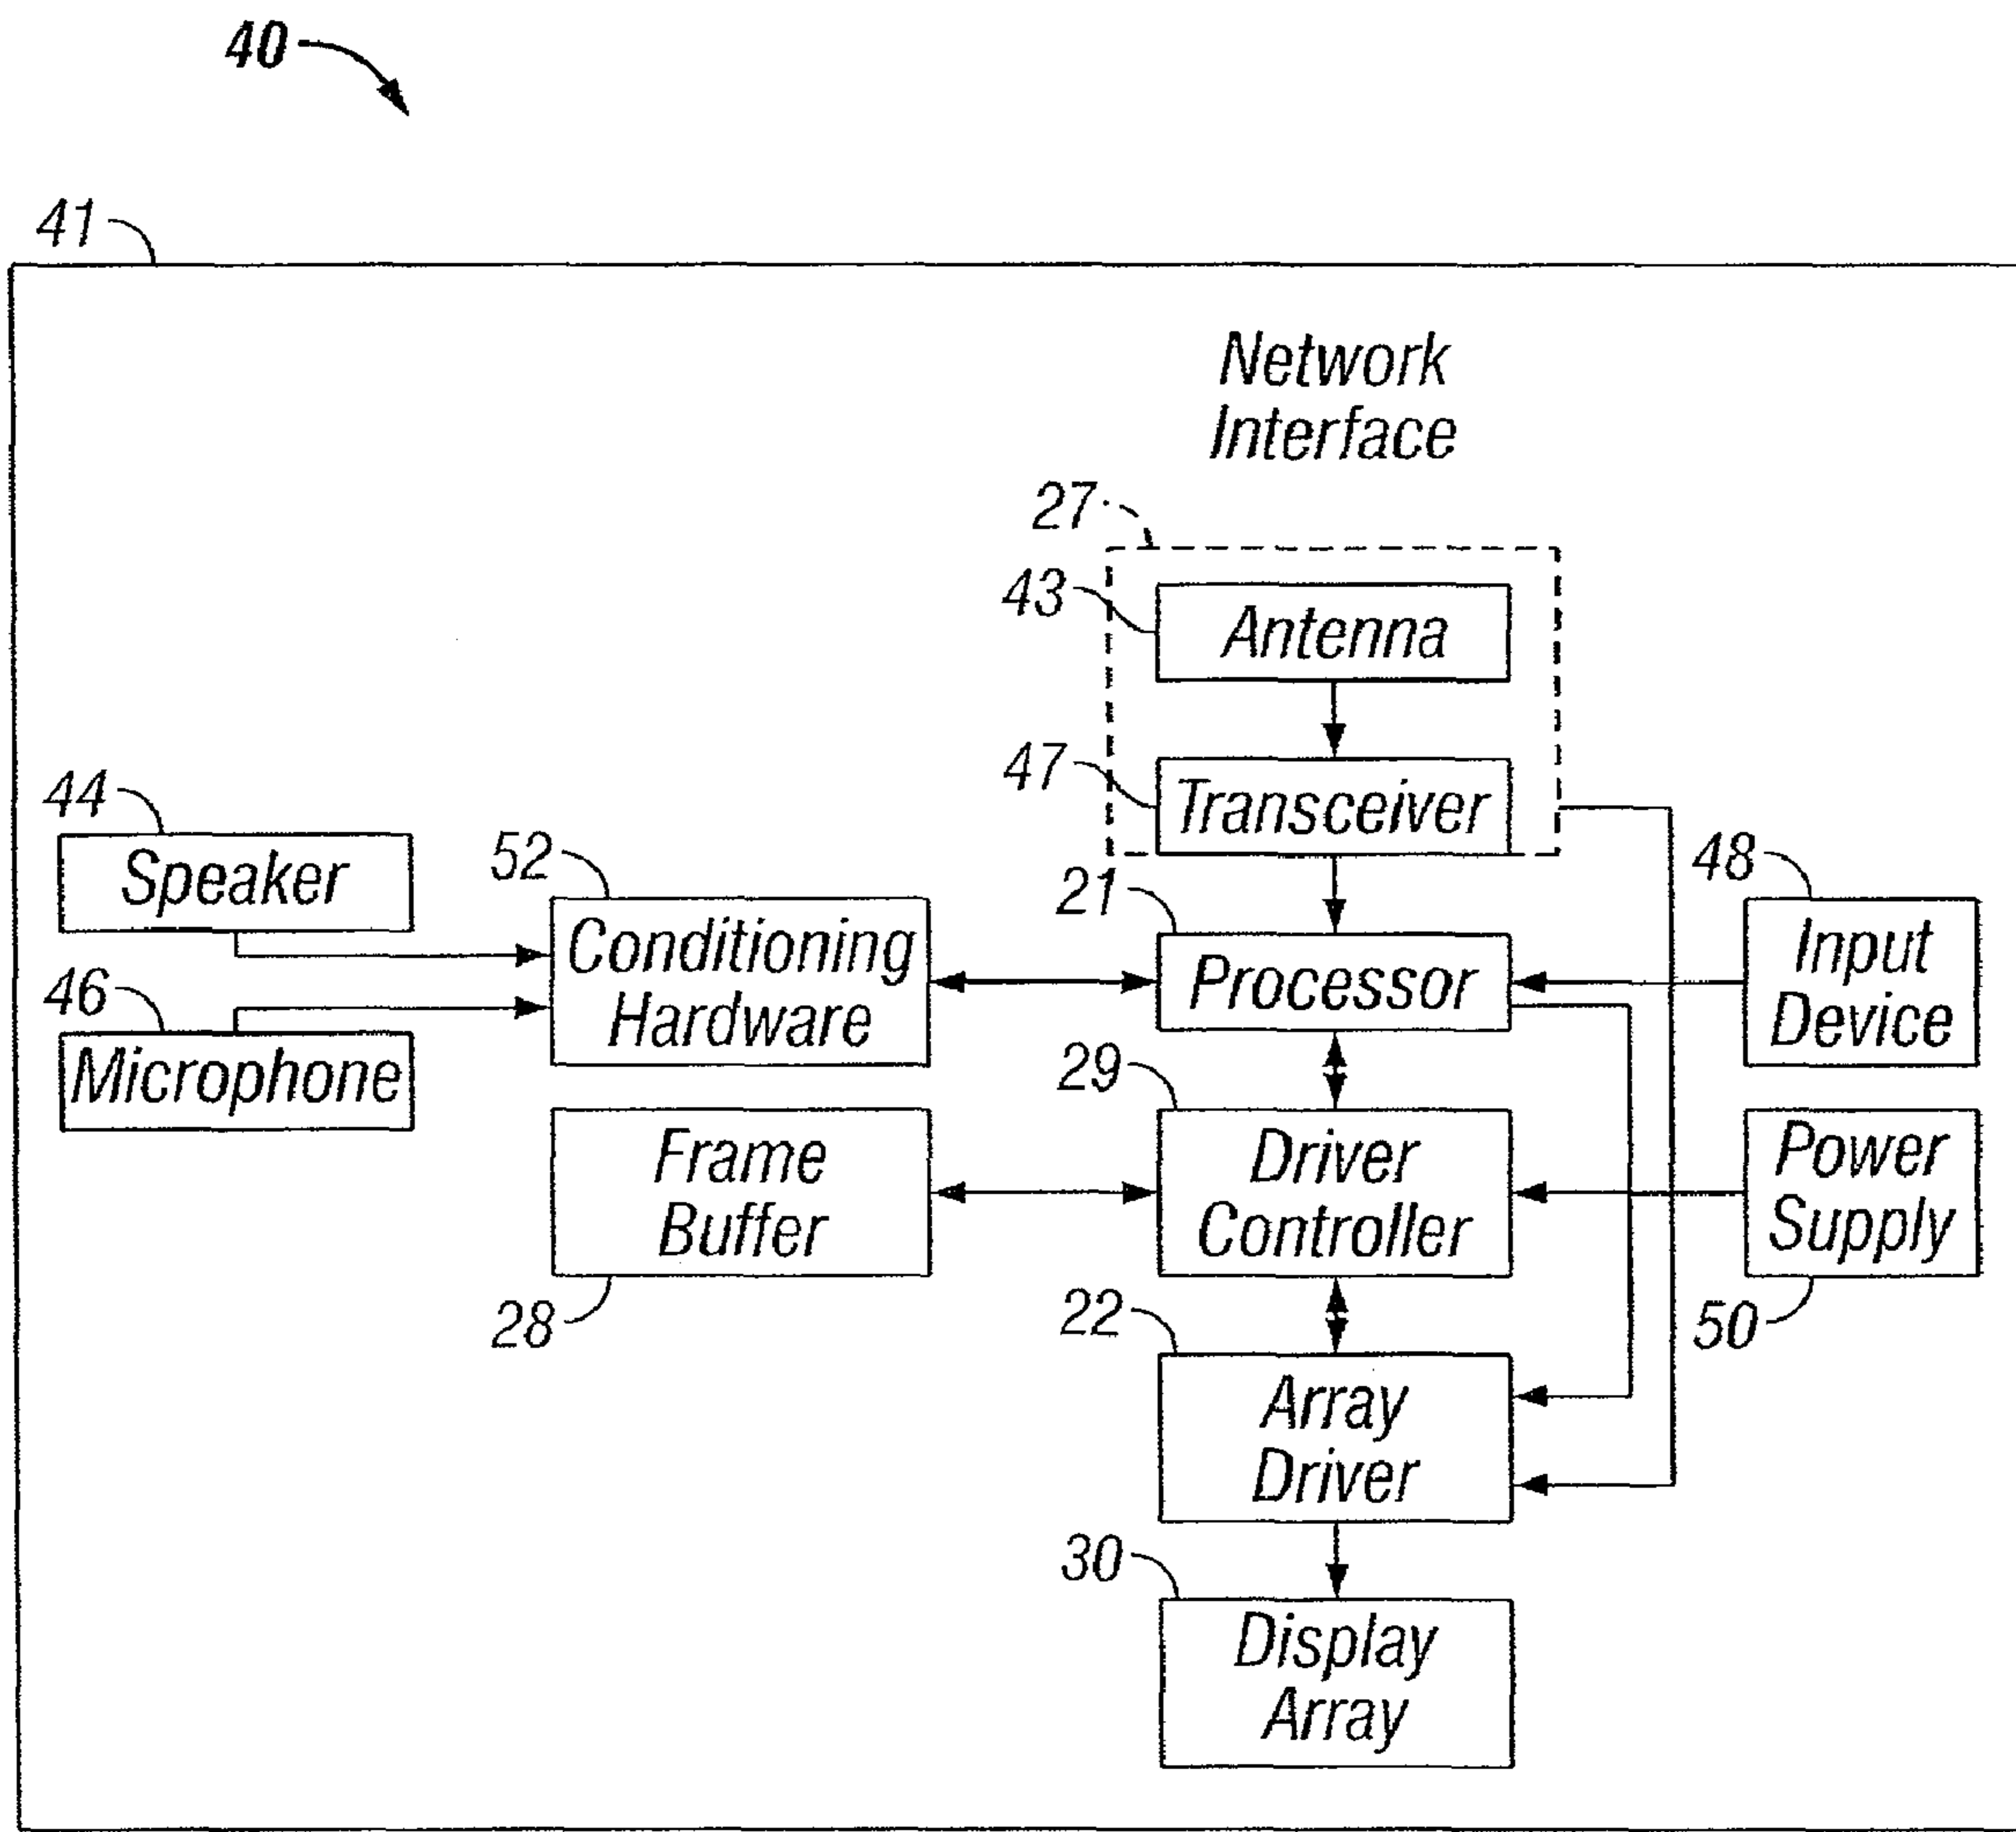 40
41
Network
Interface
27
43
Antenna
47
Transceiver
44
Speaker
52
Conditioning
Hardware
21
Processor
48
Input
Device
46
Microphone
29
Driver
Controller
Frame
Buffer
28
Power
Supply
50
22
Array
Driver
30
Display
Array